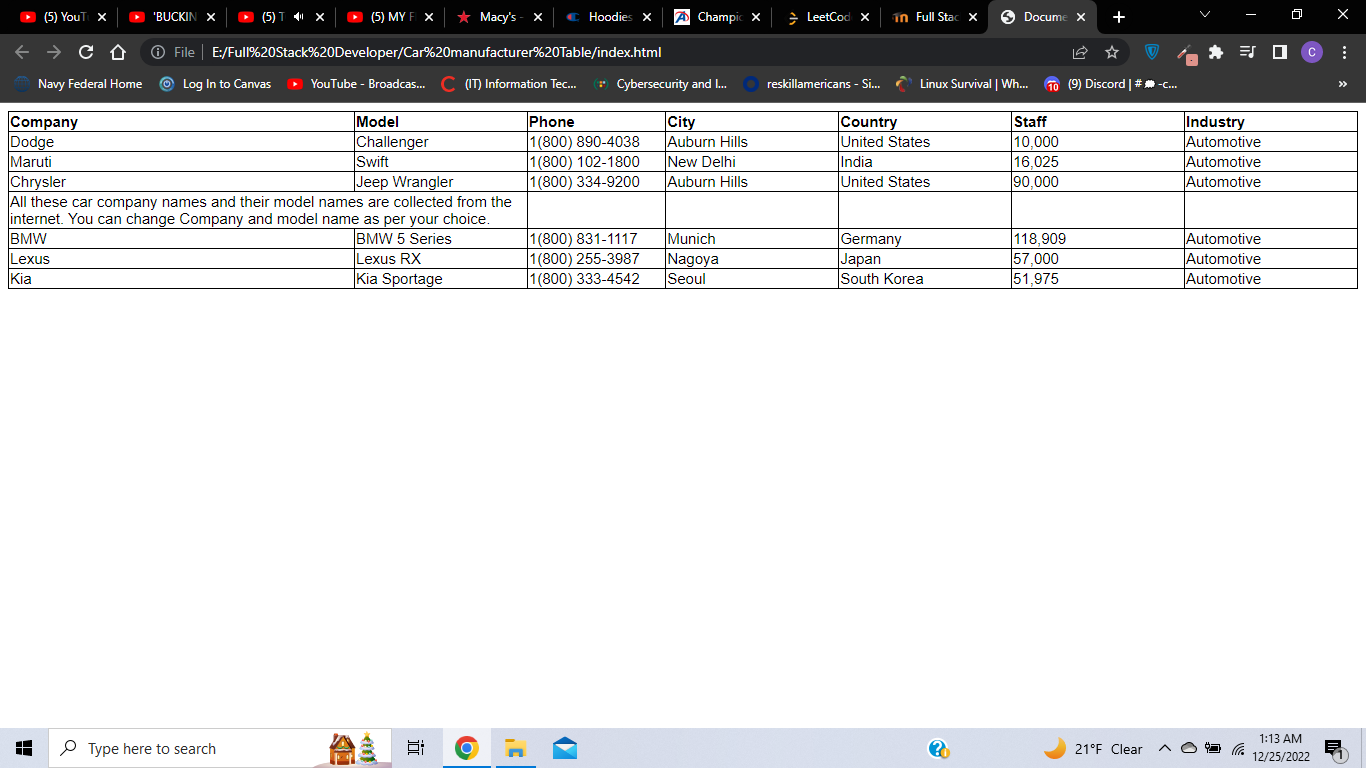 (5) YouTu 'BUCKIN (5) T (5) MY F Macy's - Hoodies Champic LeetCod Full Stac Docume
File E:/Full%20Stack%20Developer/Car%20manufacturer%20Table/index.html C
Navy Federal Home Log In to Canvas YouTube - Broadcas... (IT) Information Tec... Cybersecurity and I... reskillamericans - Si... Linux Survival | Wh... 10 (9) Discord | # -c... »
Company Model Phone City Country Staff Industry
Dodge Challenger 1(800) 890-4038 Auburn Hills United States 10,000 Automotive
Maruti Swift 1(800) 102-1800 New Delhi India 16,025 Automotive
Chrysler Jeep Wrangler 1(800) 334-9200 Auburn Hills United States 90,000 Automotive
All these car company names and their model names are collected from the
internet. You can change Company and model name as per your choice.
BMW BMW 5 Series 1(800) 831-1117 Munich Germany 118,909 Automotive
Lexus Lexus RX 1(800) 255-3987 Nagoya Japan 57,000 Automotive
Kia Kia Sportage 1(800) 333-4542 Seoul South Korea 51,975 Automotive
Type here to search 21°F Clear 1:13 AM
12/25/2022 1